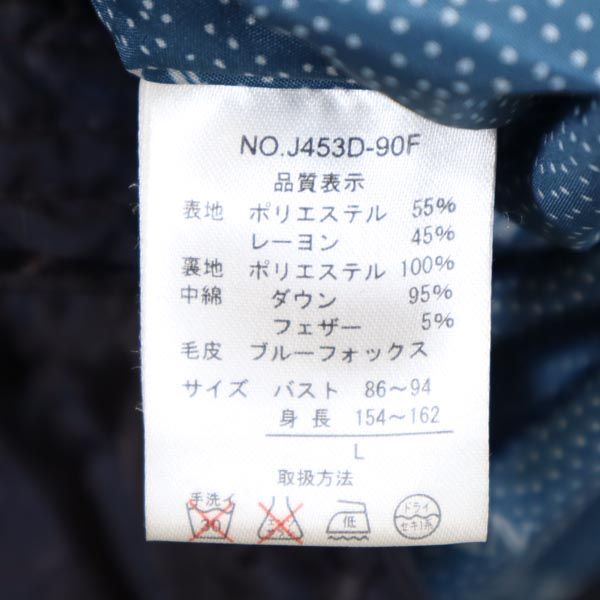 NO.J453D-90F
品質表示
表地 ポリエステル 55%
レーヨン 45%
裏地 ポリエステル 100%
中綿 ダウン 95%
フェザー 5%
毛皮 ブルーフォックス
サイズ バスト 86～94
身長 154～162
L
取扱方法
手洗イ 30 低 ドライ セキユ系